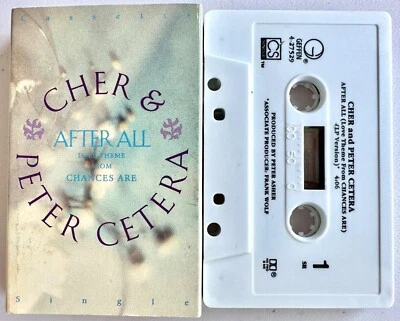 Cassette
CHER &
AFTER ALL
LOVE THEME
FROM
CHANCES ARE
PETER CETERA
Single
GEFFEN
4-27529
CS
TM
CHER and PETER CETERA
AFTER ALL (Love Theme From CHANCES ARE)
(LP Version)* 4:06
PRODUCED BY PETER ASHER
*ASSOCIATE PRODUCER: FRANK WOLF
SR
1